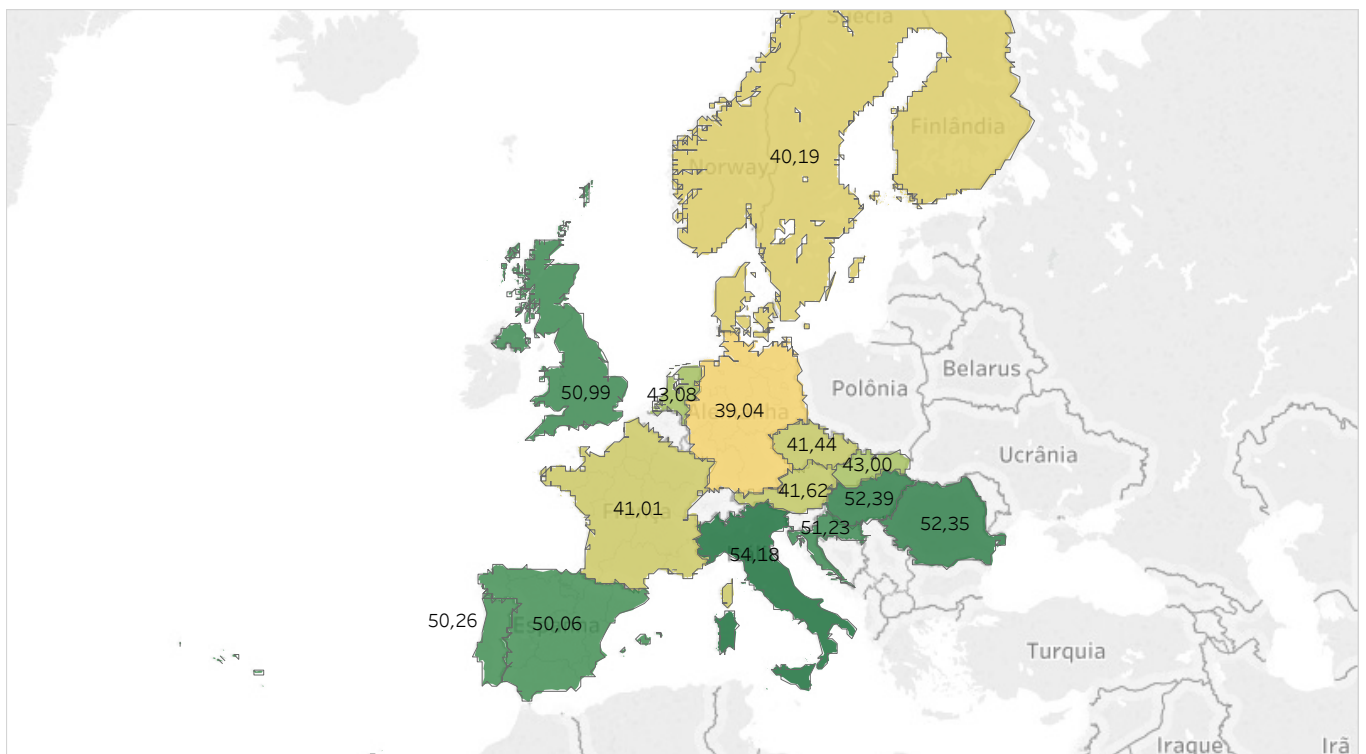 Suécia
Finlândia
40,19
Norway
50,99
43,08
39,04
Alemanha
Polônia
Belarus
41,44
43,00
Ucrânia
41,62
52,39
41,01
França
51,23
52,35
54,18
50,26
50,06
Espanha
Turquia
Iraque
Irã